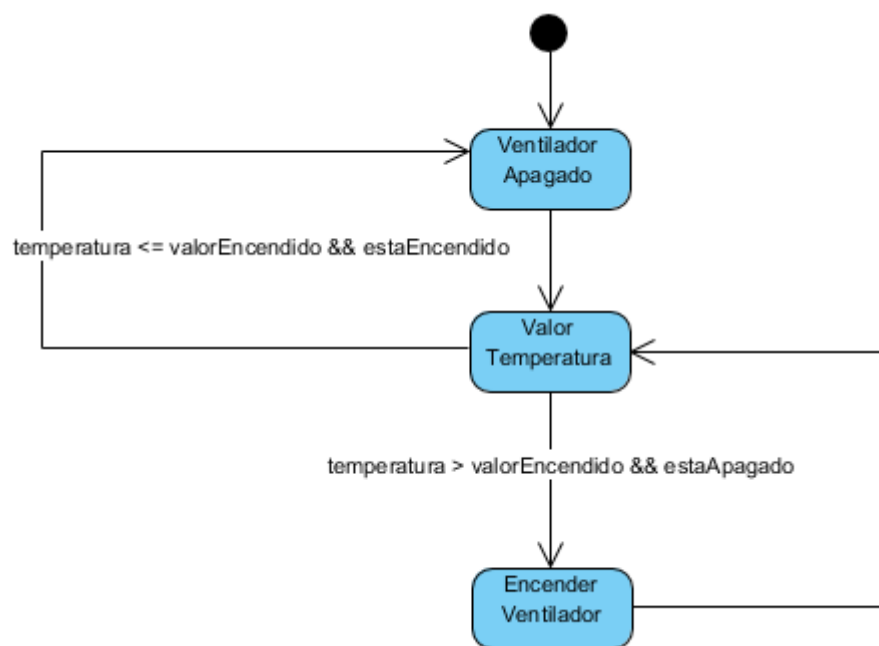 Ventilador
Apagado
temperatura <= valorEncendido && estaEncendido
Valor
Temperatura
temperatura > valorEncendido && estaApagado
Encender
Ventilador